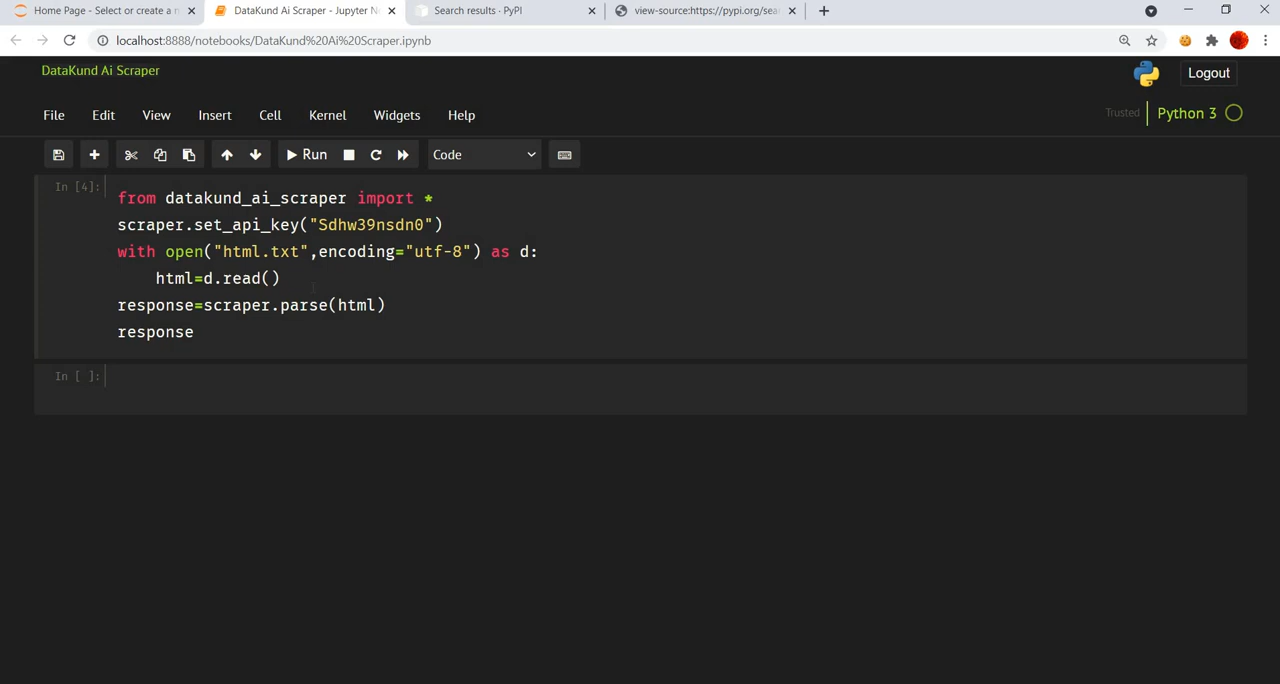 Home Page - Select or create a n
DataKund Ai Scraper - Jupyter N
Search results · PyPI
view-source:https://pypi.org/sear
localhost:8888/notebooks/DataKund%20Ai%20Scraper.ipynb
DataKund Ai Scraper
Logout
File Edit View Insert Cell Kernel Widgets Help
Trusted
Python 3
Run
Code
In [4]:
from datakund_ai_scraper import *
scraper.set_api_key("Sdhw39nsdn0")
with open("html.txt",encoding="utf-8") as d:
    html=d.read()
response=scraper.parse(html)
response
In [ ]: